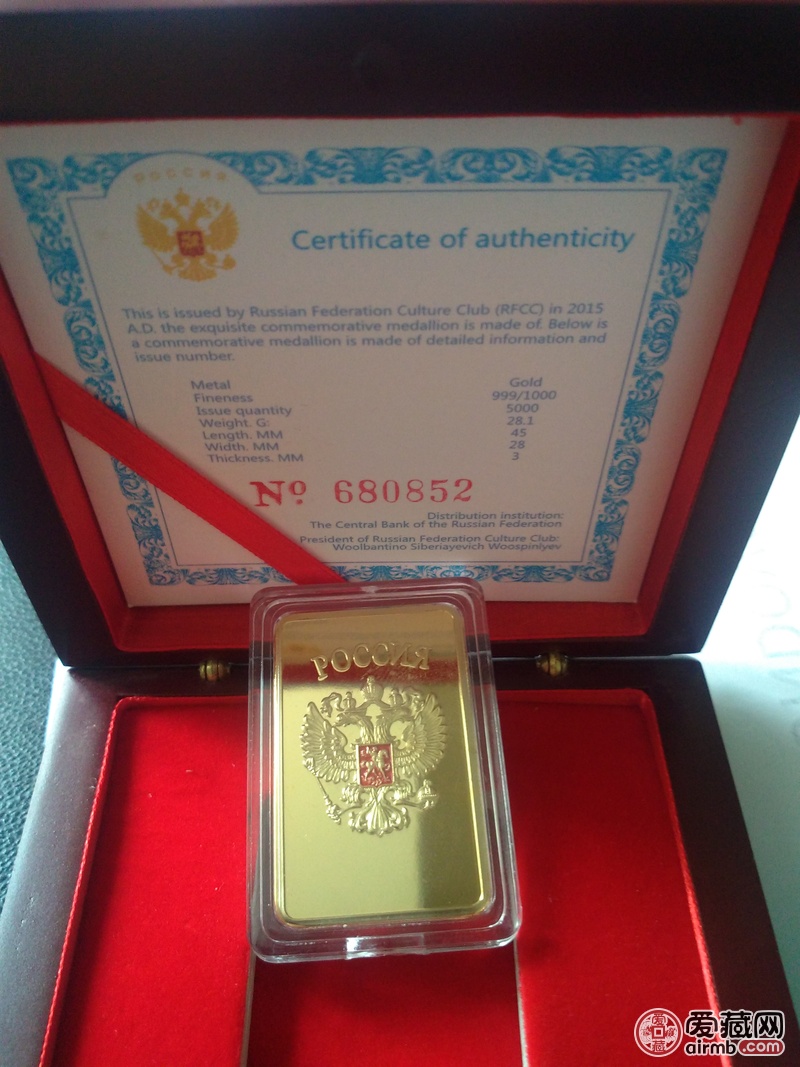 РОССИЯ
Certificate of authenticity
This is issued by Russian Federation Culture Club (RFCC) in 2015
A.D. the exquisite commemorative medallion is made of. Below is
a commemorative medallion is made of detailed information and
issue number.
Metal Gold
Fineness 999/1000
Issue quantity 5000
Weight. G: 28.1
Length. MM 45
Width. MM 28
Thickness. MM 3
Nº 680852
Distribution institution:
The Central Bank of the Russian Federation
President of Russian Federation Culture Club:
Woolbantino Siberiayevich Woospiniyev
РОССИЯ
爱藏网
airmb.com